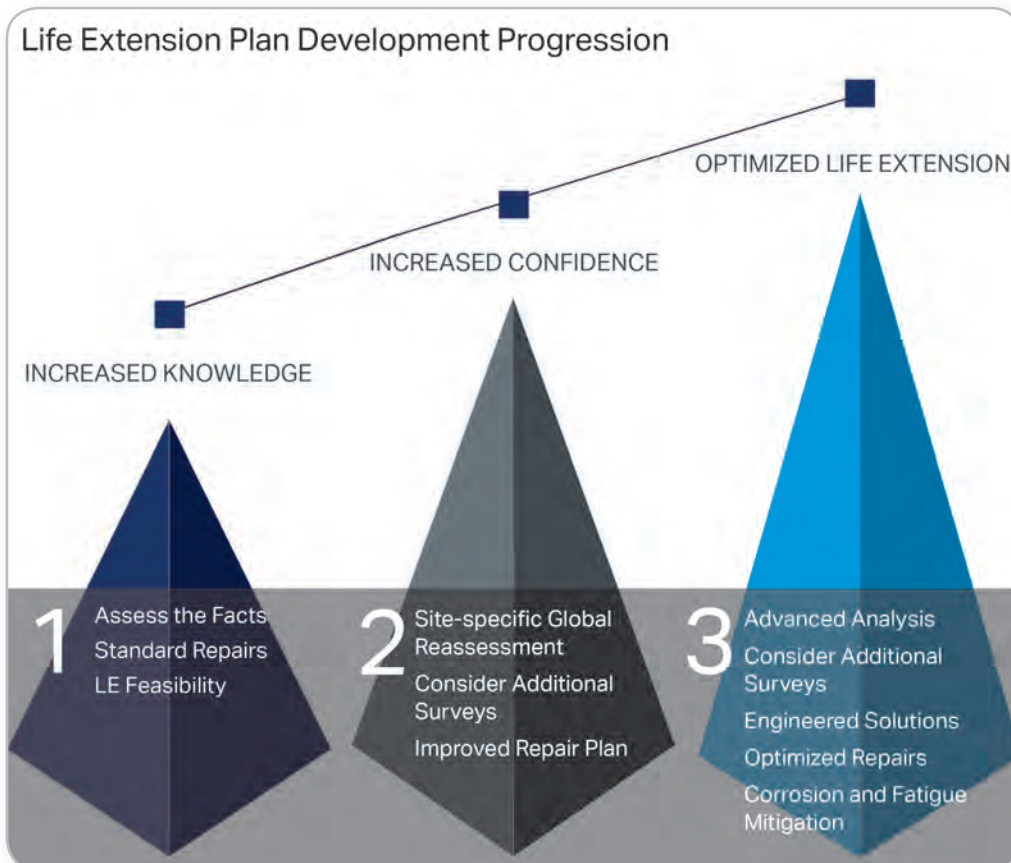 Life Extension Plan Development Progression
OPTIMIZED LIFE EXTENSION
INCREASED CONFIDENCE
INCREASED KNOWLEDGE
1
Assess the Facts
Standard Repairs
LE Feasibility
2
Site-specific Global
Reassessment
Consider Additional
Surveys
Improved Repair Plan
3
Advanced Analysis
Consider Additional
Surveys
Engineered Solutions
Optimized Repairs
Corrosion and Fatigue
Mitigation